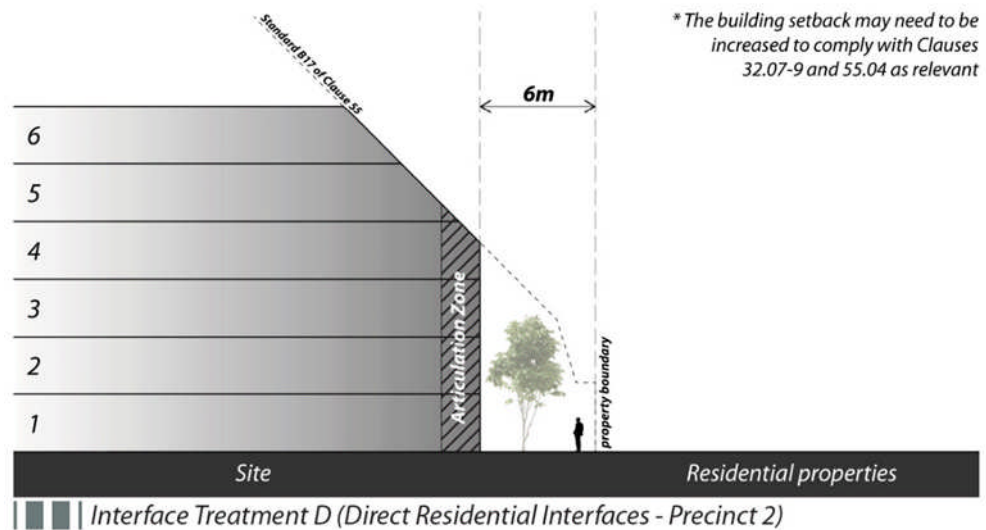 * The building setback may need to be
increased to comply with Clauses
32.07-9 and 55.04 as relevant
Standard B17 of Clause 55
6m
6
5
4
3
2
1
Articulation Zone
property boundary
Site
Residential properties
Interface Treatment D (Direct Residential Interfaces - Precinct 2)